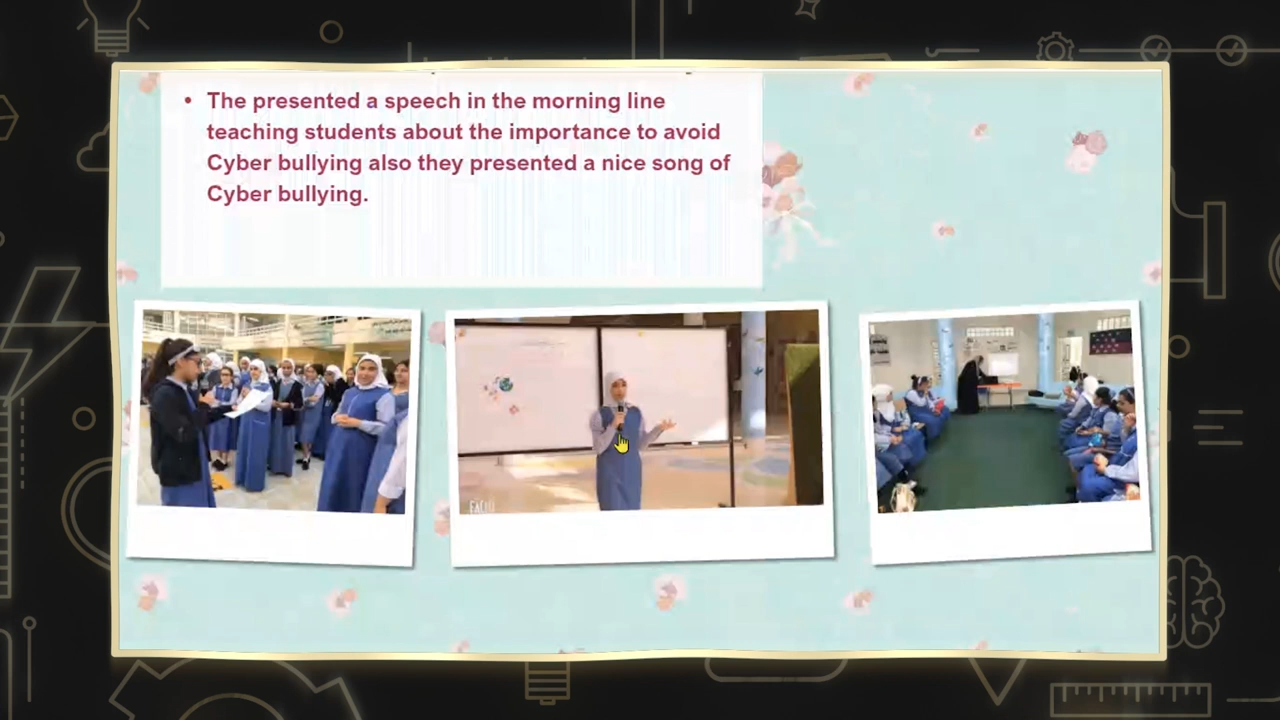 • The presented a speech in the morning line
teaching students about the importance to avoid
Cyber bullying also they presented a nice song of
Cyber bullying.